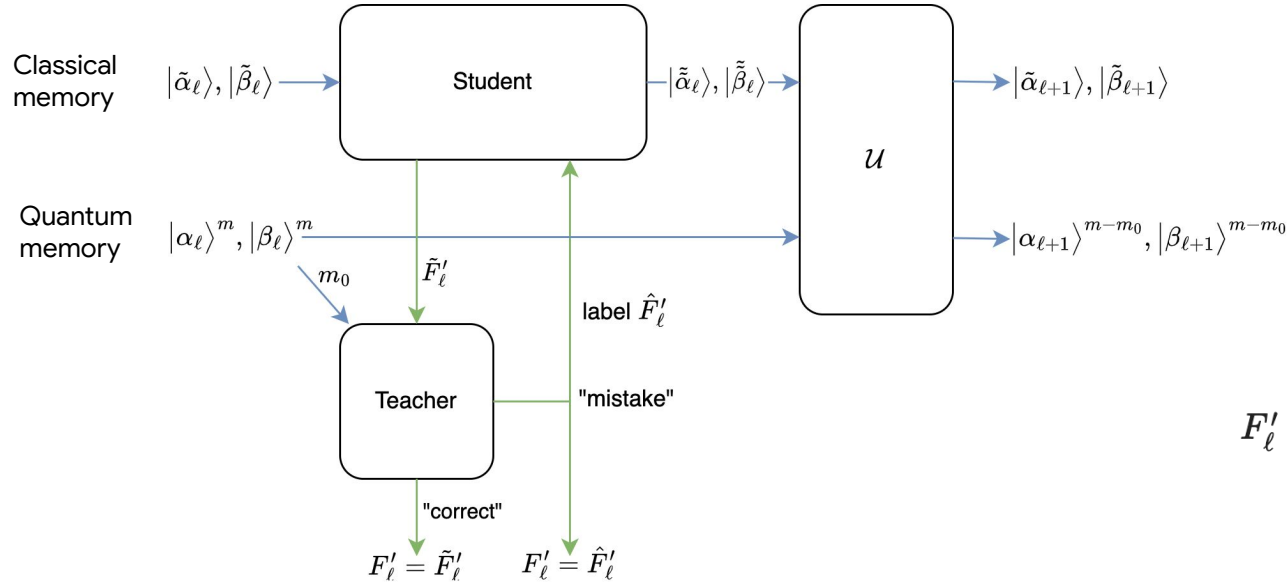 Classical
memory
|α̃_ℓ⟩, |β̃_ℓ⟩
Student
|α̃̃_ℓ⟩, |β̃̃_ℓ⟩
𝒰
|α̃_{ℓ+1}⟩, |β̃_{ℓ+1}⟩
Quantum
memory
|α_ℓ⟩^m, |β_ℓ⟩^m
|α_{ℓ+1}⟩^{m−m_0}, |β_{ℓ+1}⟩^{m−m_0}
m_0
F̃'_ℓ
label F̂'_ℓ
Teacher
"mistake"
F'_ℓ
"correct"
F'_ℓ = F̃'_ℓ
F'_ℓ = F̂'_ℓ